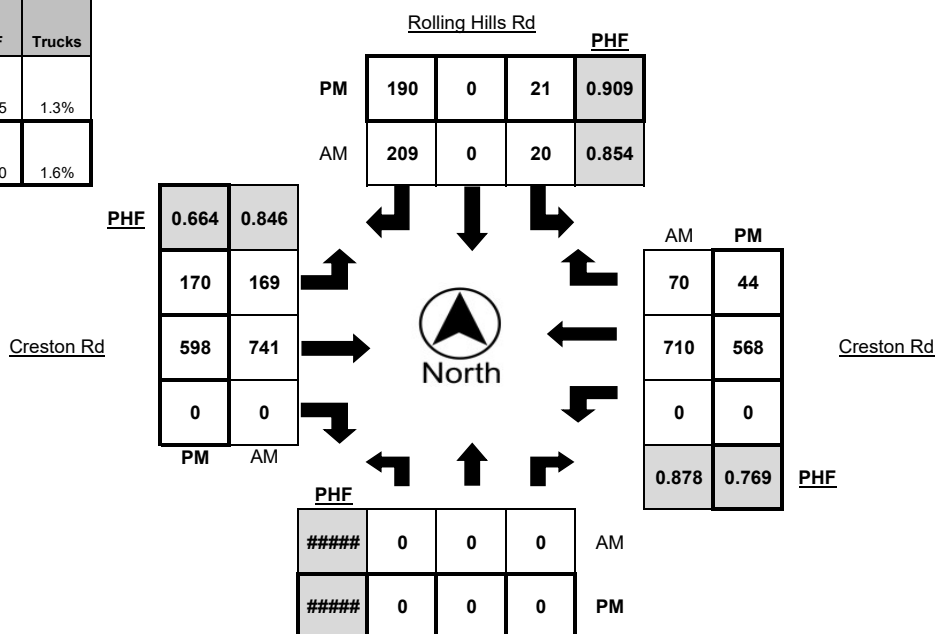 Rolling Hills Rd
PHF
Trucks
PM 190 0 21 0.909
5 1.3%
AM 209 0 20 0.854
0 1.6%
PHF 0.664 0.846
AM PM
170 169
70 44
Creston Rd 598 741
710 568 Creston Rd
North
0 0
0 0
PM AM
0.878 0.769 PHF
PHF
##### 0 0 0 AM
##### 0 0 0 PM